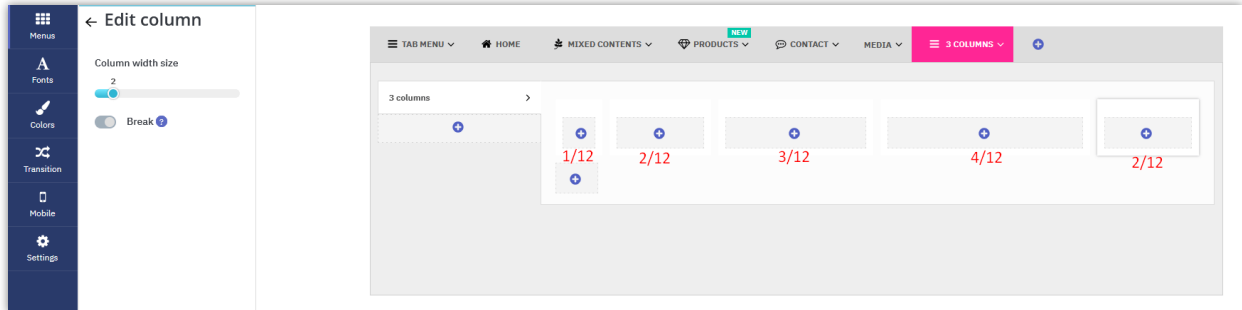 Menus
Fonts
Colors
Transition
Mobile
Settings
← Edit column
Column width size
2
Break ?
NEW
TAB MENU HOME MIXED CONTENTS PRODUCTS CONTACT MEDIA 3 COLUMNS
3 columns
1/12 2/12 3/12 4/12 2/12